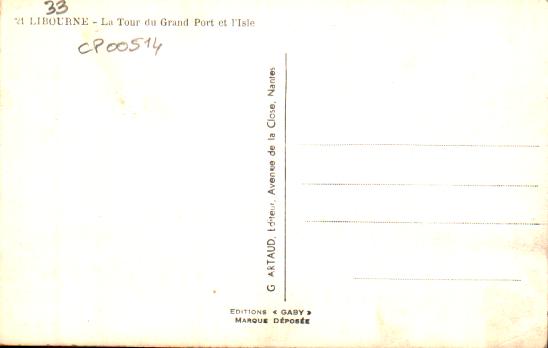 33
21 LIBOURNE - La Tour du Grand Port et l'Isle
CP00514
G ARTAUD, Editeur, Avenue de la Close, Nantes
EDITIONS « GABY »
MARQUE DÉPOSÉE